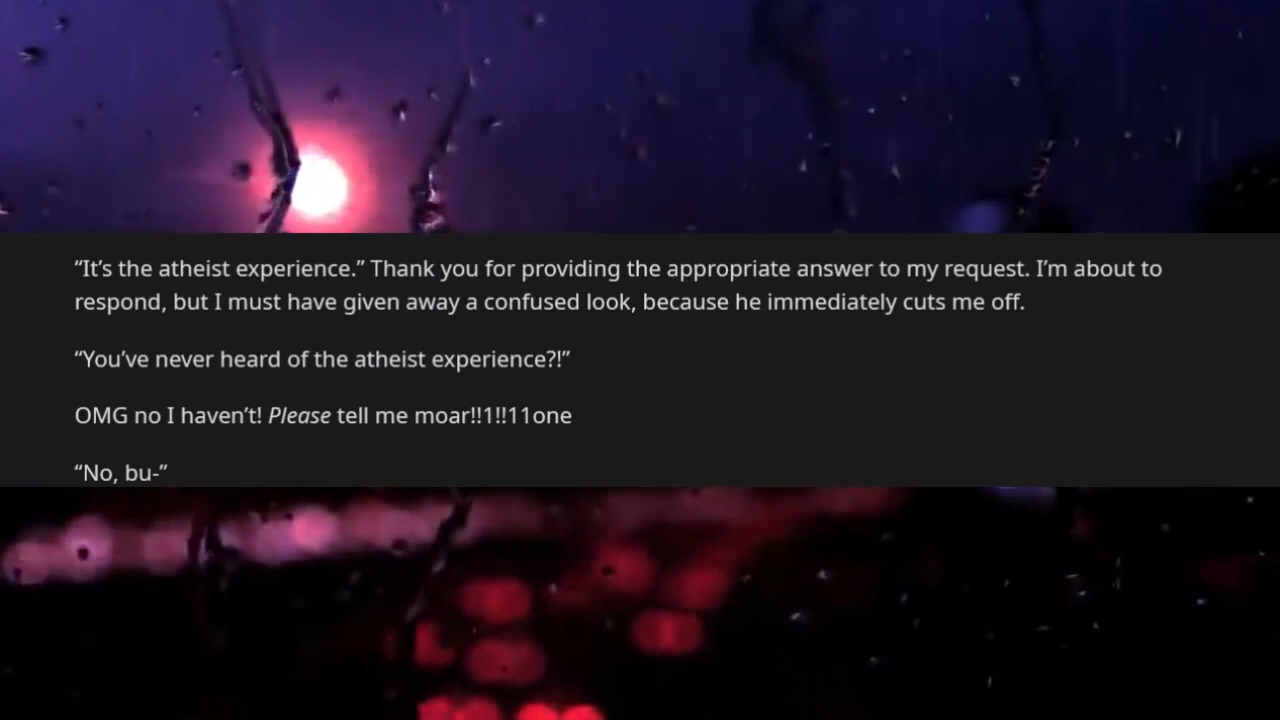 “It’s the atheist experience.” Thank you for providing the appropriate answer to my request. I’m about to
respond, but I must have given away a confused look, because he immediately cuts me off.
“You’ve never heard of the atheist experience?!”
OMG no I haven’t! Please tell me moar!!1!!11one
“No, bu-”